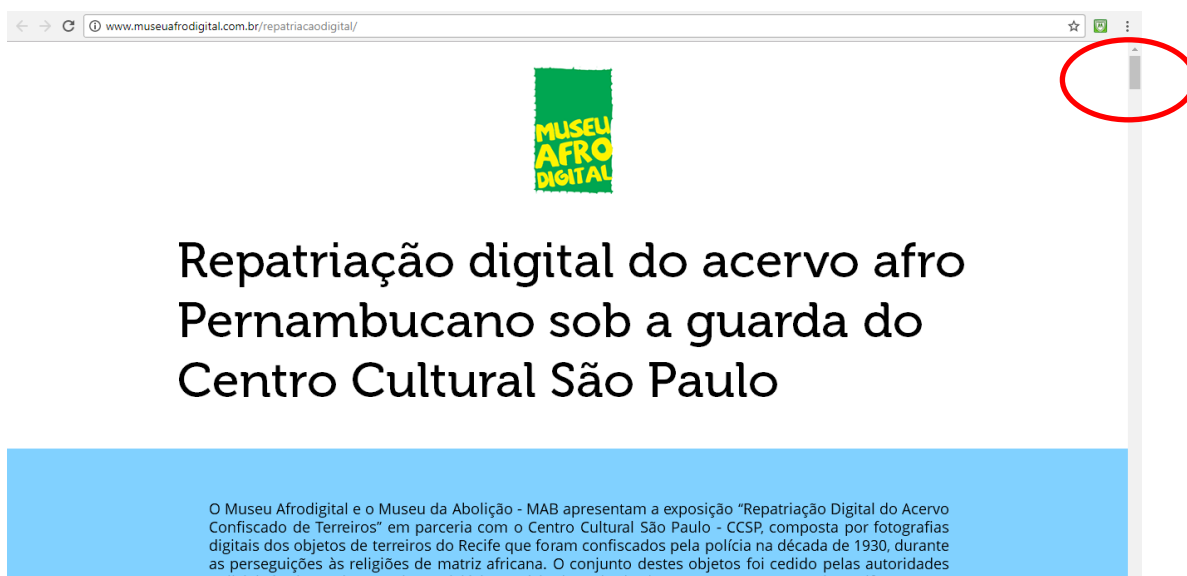 www.museuafrodigital.com.br/repatriacaodigital/
MUSEU
AFRO
DIGITAL
Repatriação digital do acervo afro
Pernambucano sob a guarda do
Centro Cultural São Paulo
O Museu Afrodigital e o Museu da Abolição - MAB apresentam a exposição “Repatriação Digital do Acervo
Confiscado de Terreiros” em parceria com o Centro Cultural São Paulo - CCSP, composta por fotografias
digitais dos objetos de terreiros do Recife que foram confiscados pela polícia na década de 1930, durante
as perseguições às religiões de matriz africana. O conjunto destes objetos foi cedido pelas autoridades